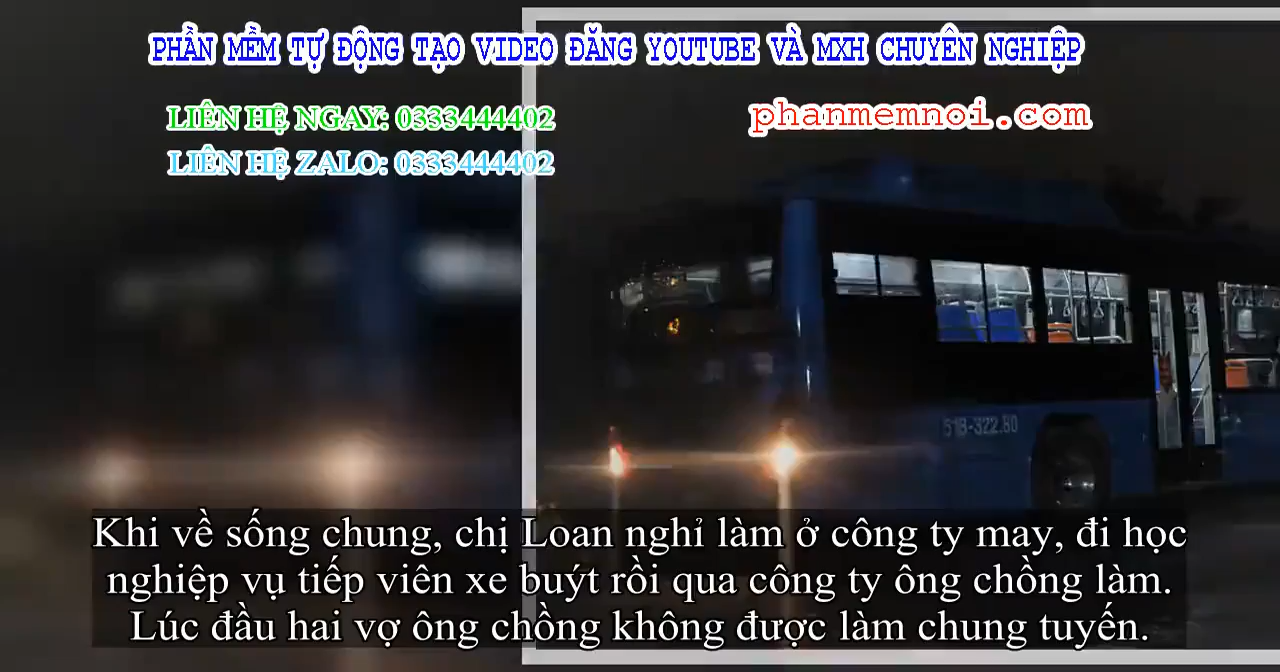 PHẦN MỀM TỰ ĐỘNG TẠO VIDEO ĐĂNG YOUTUBE VÀ MXH CHUYÊN NGHIỆP
LIÊN HỆ NGAY: 0333444402
phanmemnoi.com
LIÊN HỆ ZALO: 0333444402
51B-322.80
Khi về sống chung, chị Loan nghỉ làm ở công ty may, đi học
nghiệp vụ tiếp viên xe buýt rồi qua công ty ông chồng làm.
Lúc đầu hai vợ ông chồng không được làm chung tuyến.